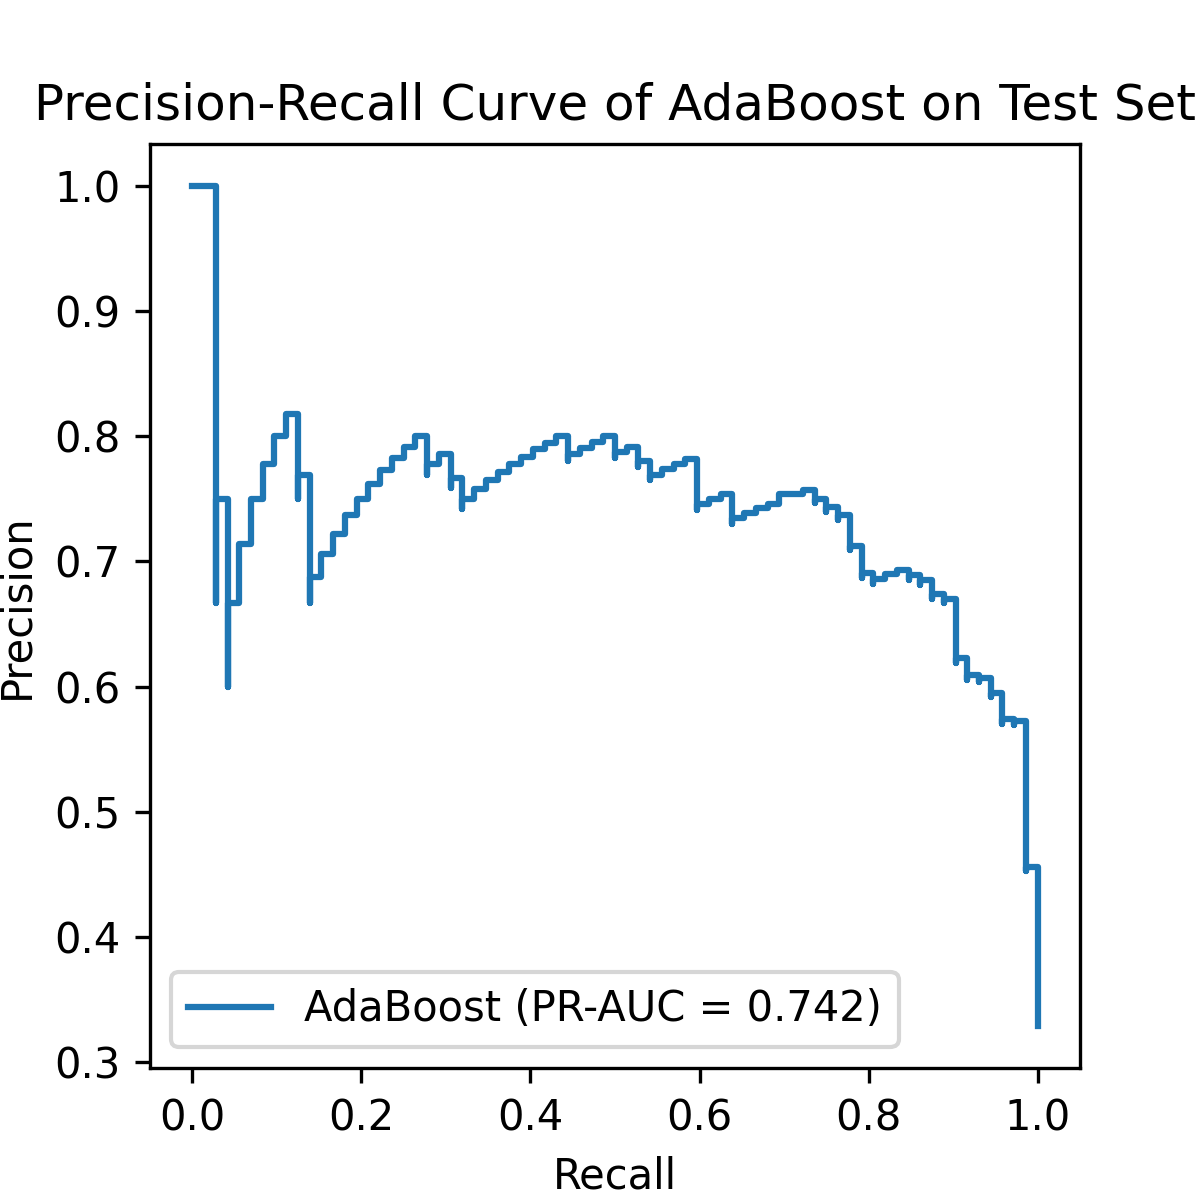 Precision-Recall Curve of AdaBoost on Test Set
1.0
0.9
0.8
0.7
0.6
0.5
0.4
0.3
Precision
AdaBoost (PR-AUC = 0.742)
0.0 0.2 0.4 0.6 0.8 1.0
Recall